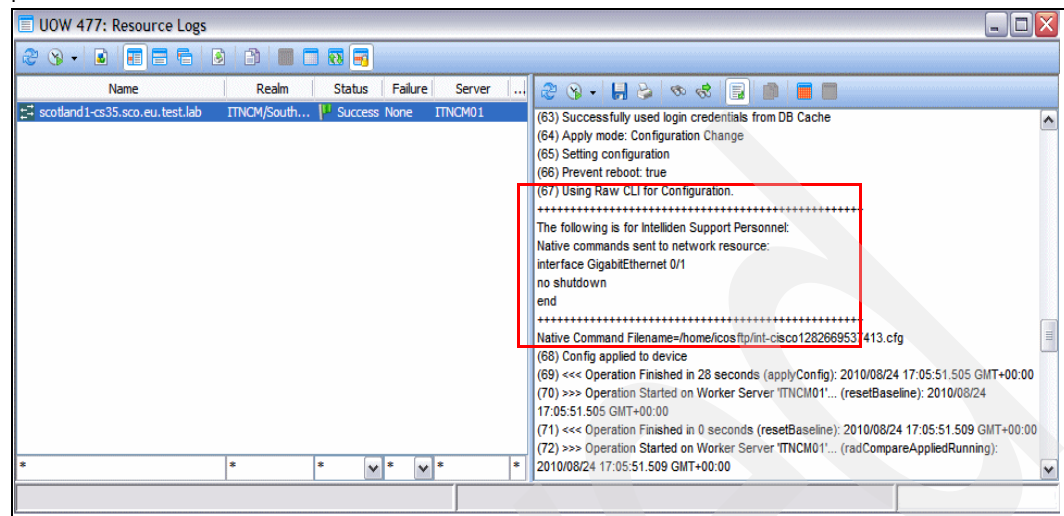 UOW 477: Resource Logs
Name Realm Status Failure Server ...
scotland1-cs35.sco.eu.test.lab ITNCM/South... Success None ITNCM01
* * * * * *
(63) Successfully used login credentials from DB Cache
(64) Apply mode: Configuration Change
(65) Setting configuration
(66) Prevent reboot: true
(67) Using Raw CLI for Configuration.
++++++++++++++++++++++++++++++++++++++++++++++++++
The following is for Intelliden Support Personnel:
Native commands sent to network resource:
interface GigabitEthernet 0/1
no shutdown
end
++++++++++++++++++++++++++++++++++++++++++++++++++
Native Command Filename=/home/icosftp/int-cisco1282669537413.cfg
(68) Config applied to device
(69) <<< Operation Finished in 28 seconds (applyConfig): 2010/08/24 17:05:51.505 GMT+00:00
(70) >>> Operation Started on Worker Server 'ITNCM01'... (resetBaseline): 2010/08/24
17:05:51.505 GMT+00:00
(71) <<< Operation Finished in 0 seconds (resetBaseline): 2010/08/24 17:05:51.509 GMT+00:00
(72) >>> Operation Started on Worker Server 'ITNCM01'... (radCompareAppliedRunning):
2010/08/24 17:05:51.509 GMT+00:00